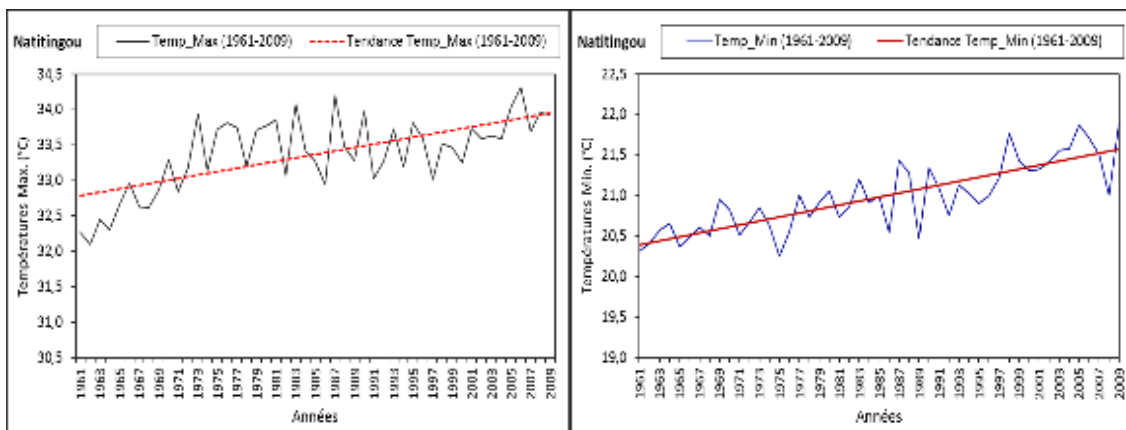 Natitingou
Temp_Max (1961-2009)
Tendance Temp_Max (1961-2009)
34,5
34,0
33,5
33,0
32,5
32,0
31,5
31,0
30,5
Températures Max. (°C)
1961 1963 1965 1967 1969 1971 1973 1975 1977 1979 1981 1983 1985 1987 1989 1991 1993 1995 1997 1999 2001 2003 2005 2007 2009
Années
Natitingou
Temp_Min (1961-2009)
Tendance Temp_Min (1961-2009)
22,5
22,0
21,5
21,0
20,5
20,0
19,5
19,0
Températures Min. (°C)
1961 1963 1965 1967 1969 1971 1973 1975 1977 1979 1981 1983 1985 1987 1989 1991 1993 1995 1997 1999 2001 2003 2005 2007 2009
Années